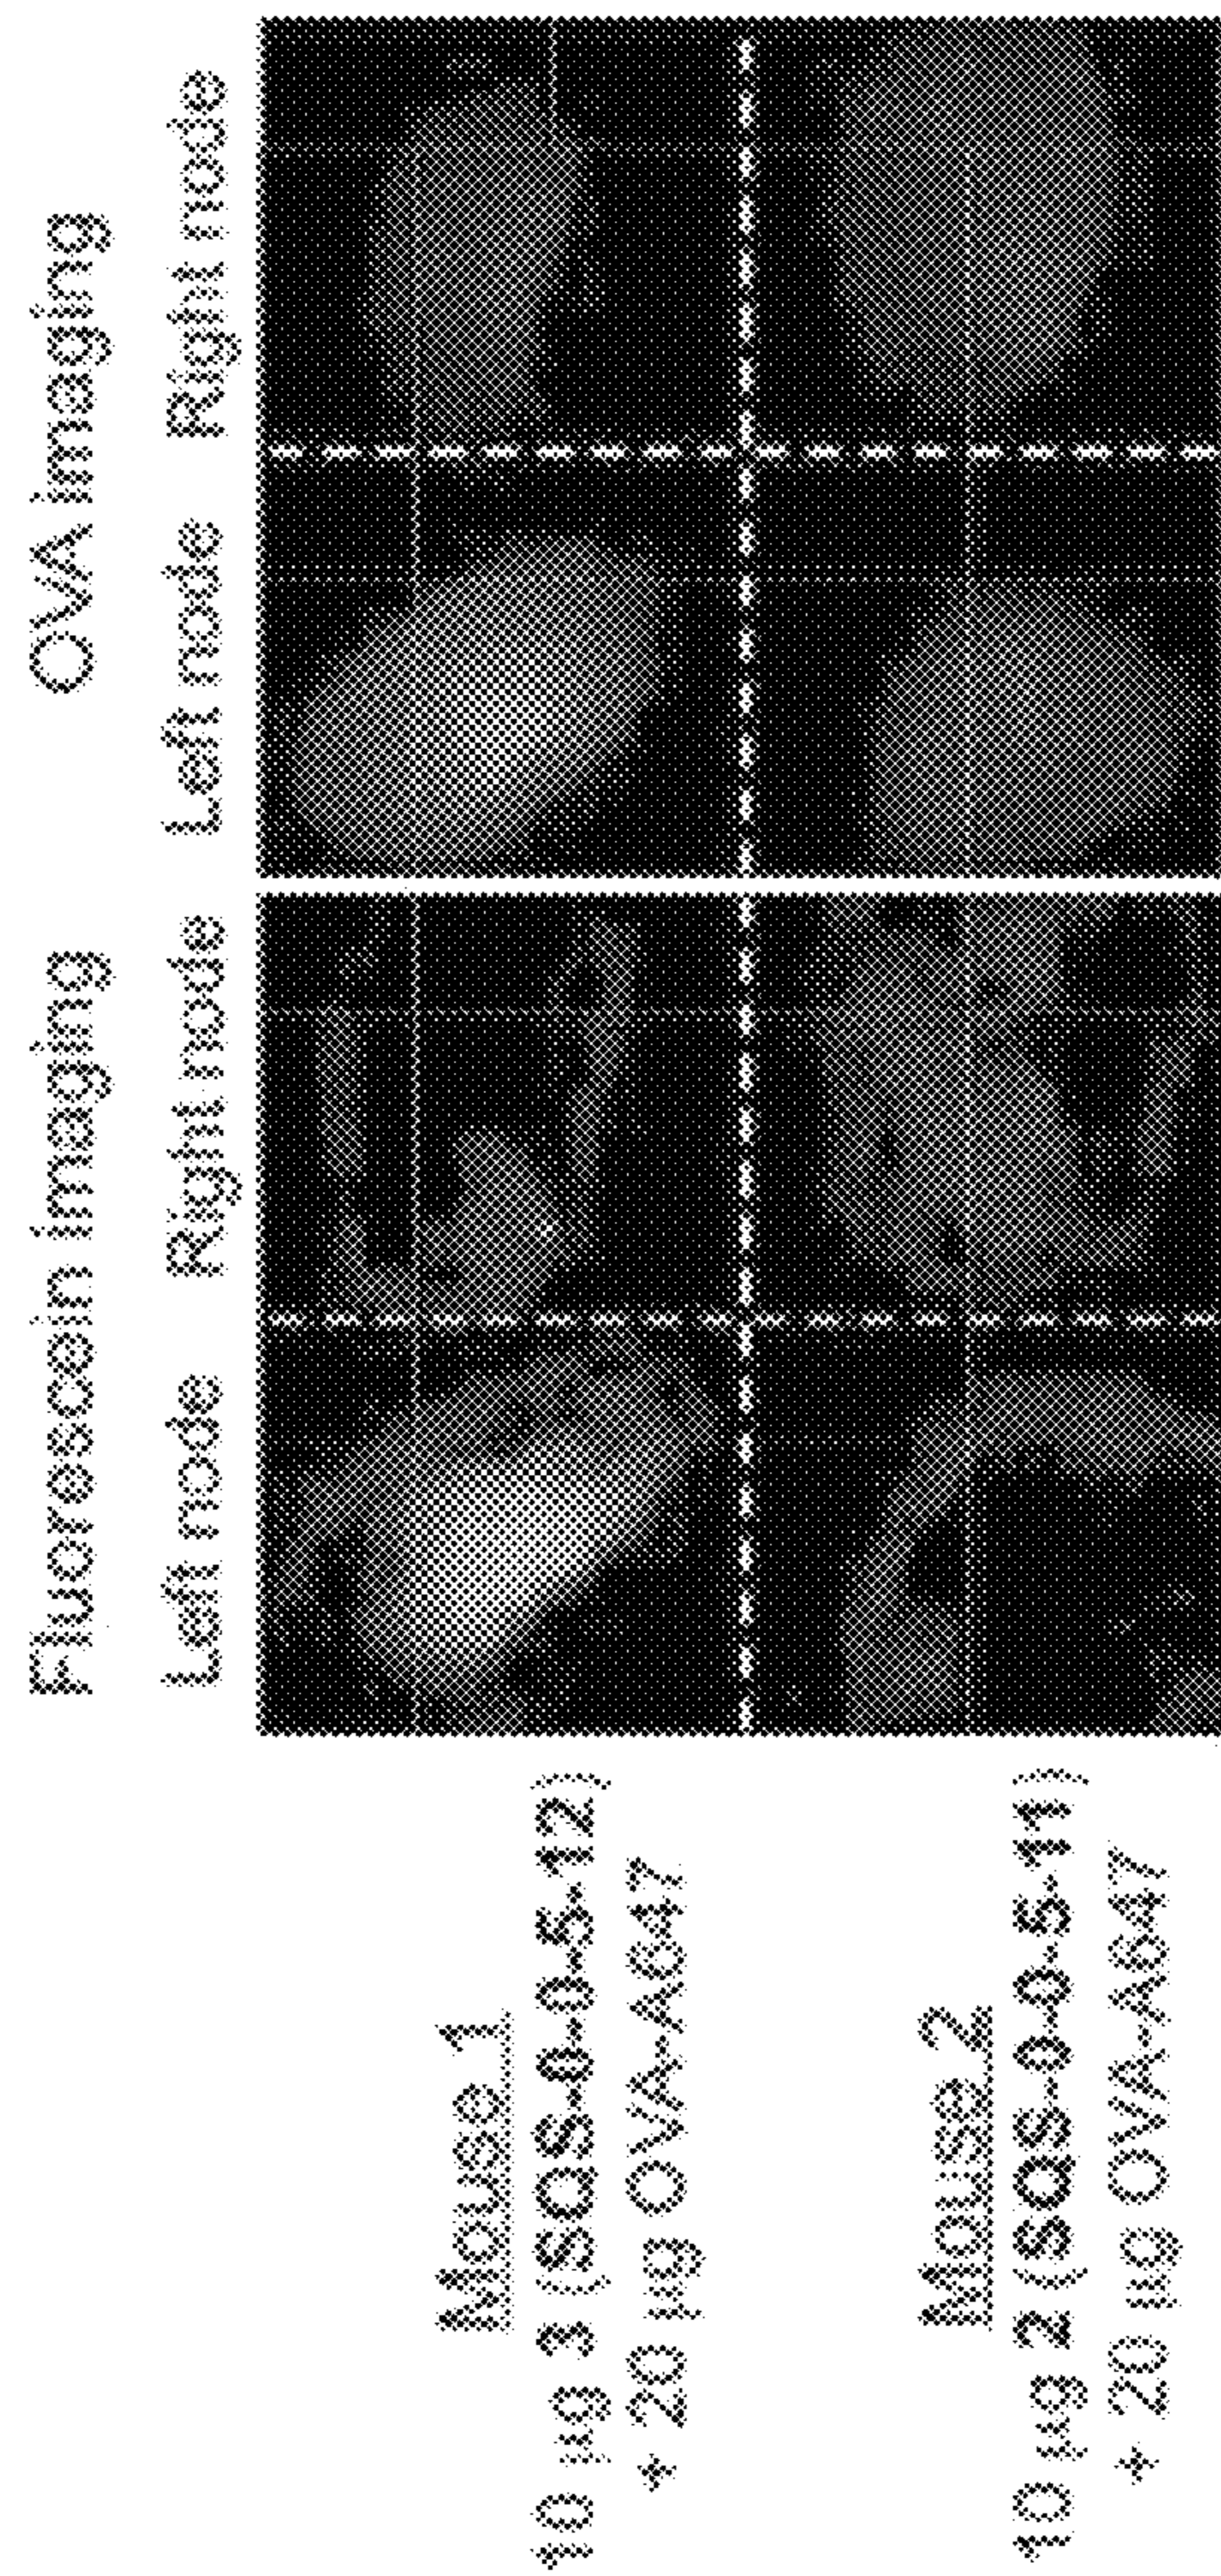 Fluorescein imaging
OVA imaging
Left node
Right node
Left node
Right node
Mouse 1
10 µg 3 (SQS-0-0-5-12)
+ 20 µg OVA-A647
Mouse 2
10 µg 2 (SQS-0-0-5-11)
+ 20 µg OVA-A647